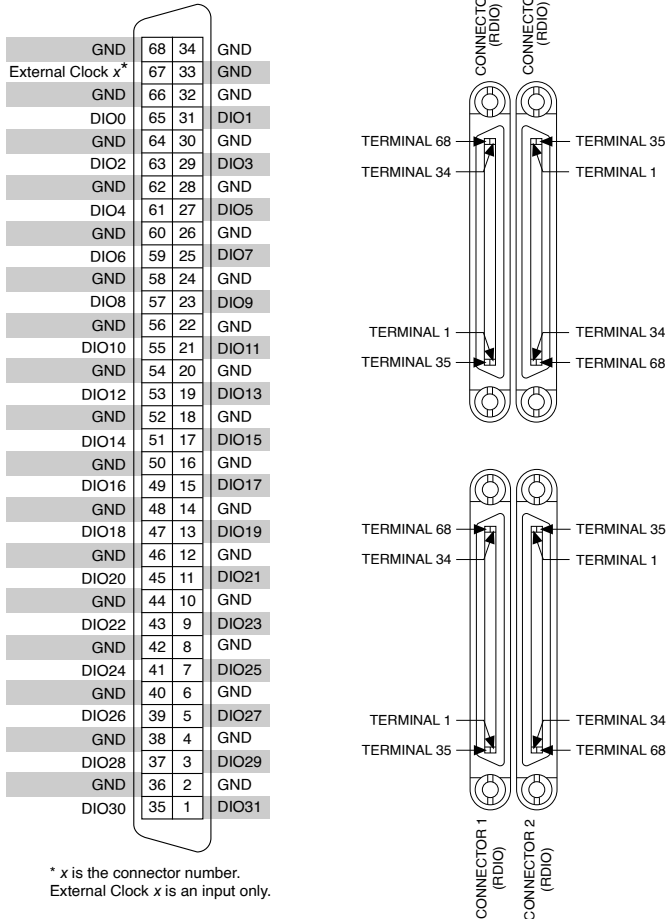 GND 68 34 GND
External Clock x* 67 33 GND
GND 66 32 GND
DIO0 65 31 DIO1
GND 64 30 GND
DIO2 63 29 DIO3
GND 62 28 GND
DIO4 61 27 DIO5
GND 60 26 GND
DIO6 59 25 DIO7
GND 58 24 GND
DIO8 57 23 DIO9
GND 56 22 GND
DIO10 55 21 DIO11
GND 54 20 GND
DIO12 53 19 DIO13
GND 52 18 GND
DIO14 51 17 DIO15
GND 50 16 GND
DIO16 49 15 DIO17
GND 48 14 GND
DIO18 47 13 DIO19
GND 46 12 GND
DIO20 45 11 DIO21
GND 44 10 GND
DIO22 43 9 DIO23
GND 42 8 GND
DIO24 41 7 DIO25
GND 40 6 GND
DIO26 39 5 DIO27
GND 38 4 GND
DIO28 37 3 DIO29
GND 36 2 GND
DIO30 35 1 DIO31
* x is the connector number.
External Clock x is an input only.
(RDIO)
(RDIO)
TERMINAL 68
TERMINAL 35
TERMINAL 34
TERMINAL 1
TERMINAL 1
TERMINAL 34
TERMINAL 35
TERMINAL 68
TERMINAL 68
TERMINAL 35
TERMINAL 34
TERMINAL 1
TERMINAL 1
TERMINAL 34
TERMINAL 35
TERMINAL 68
CONNECTOR 1
(RDIO)
CONNECTOR 2
(RDIO)